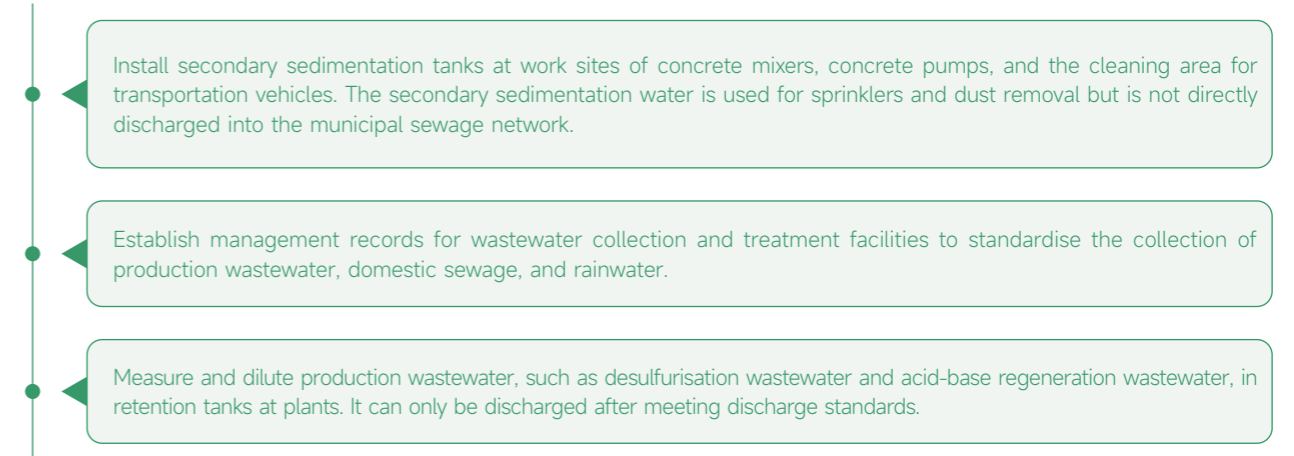 Install secondary sedimentation tanks at work sites of concrete mixers, concrete pumps, and the cleaning area for
transportation vehicles. The secondary sedimentation water is used for sprinklers and dust removal but is not directly
discharged into the municipal sewage network.
Establish management records for wastewater collection and treatment facilities to standardise the collection of
production wastewater, domestic sewage, and rainwater.
Measure and dilute production wastewater, such as desulfurisation wastewater and acid-base regeneration wastewater, in
retention tanks at plants. It can only be discharged after meeting discharge standards.